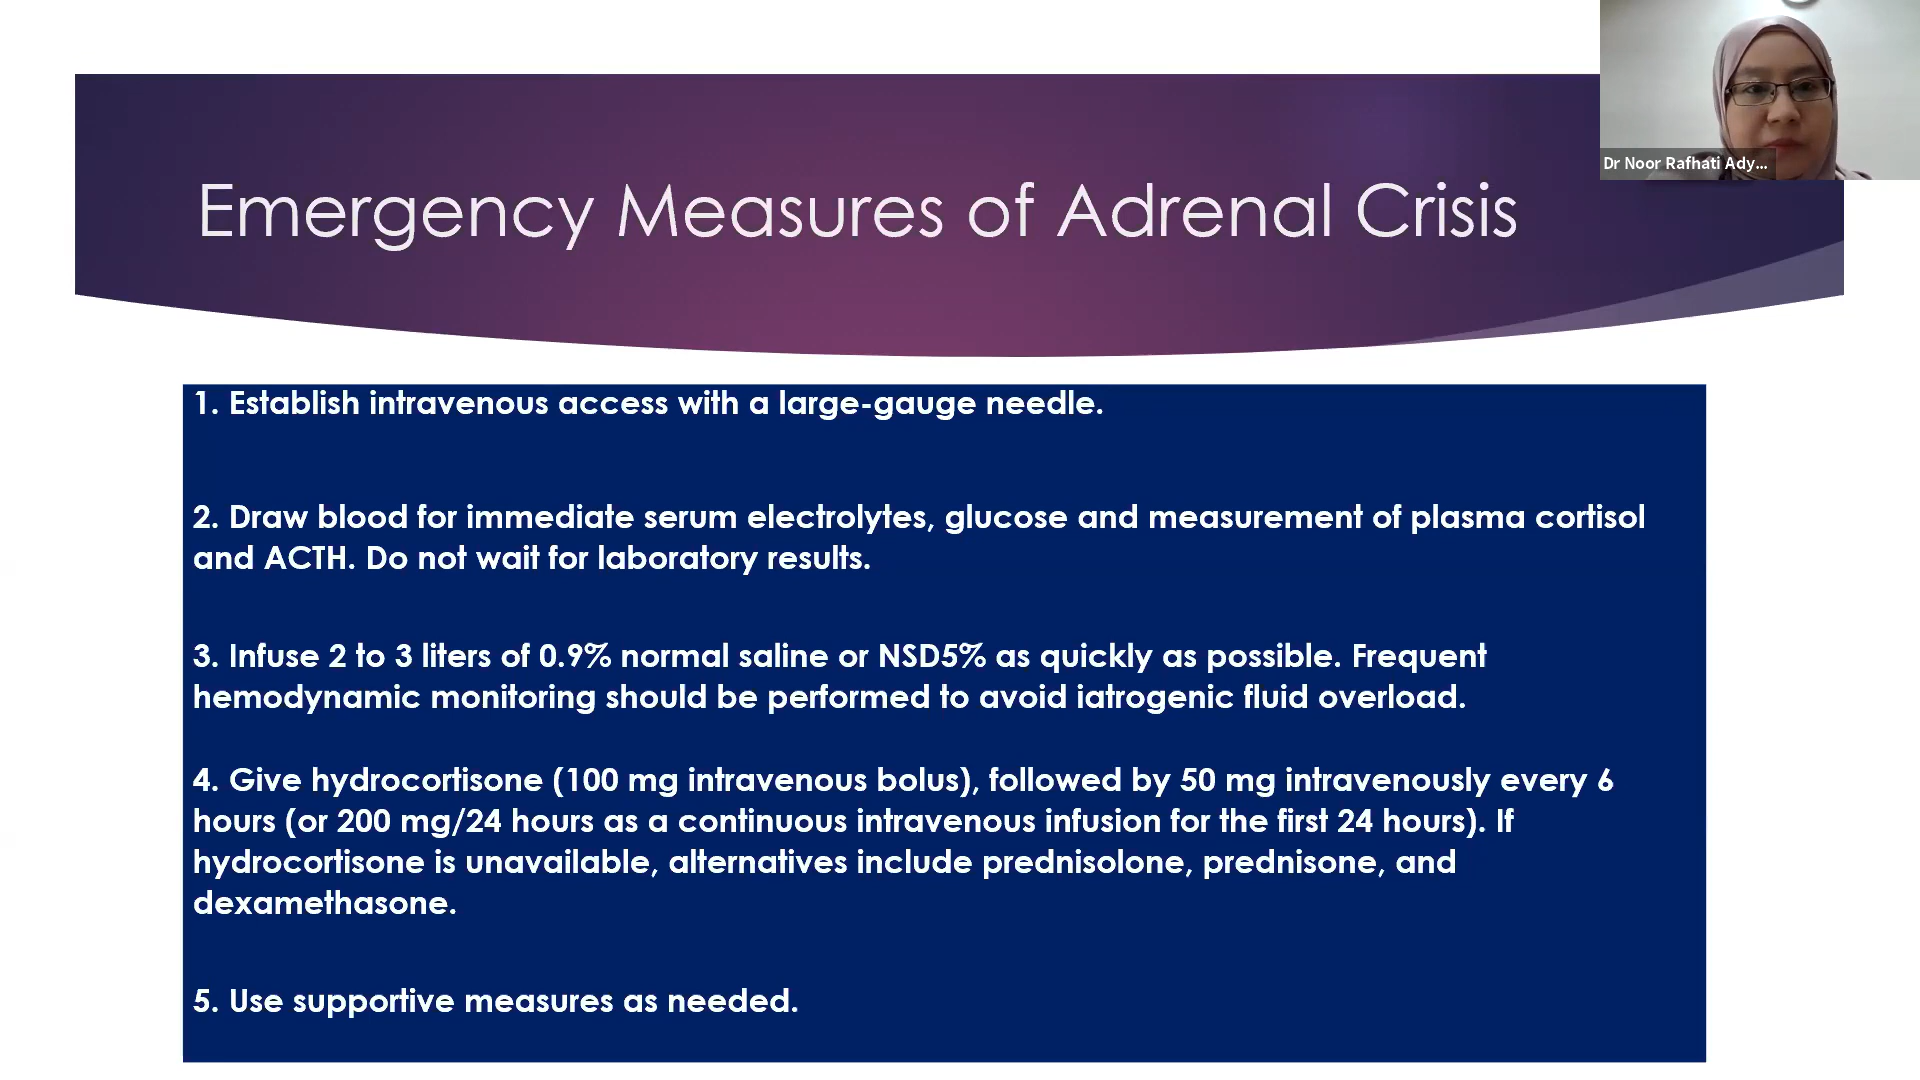 Dr Noor Rafhati Ady...
Emergency Measures of Adrenal Crisis
1. Establish intravenous access with a large-gauge needle.
2. Draw blood for immediate serum electrolytes, glucose and measurement of plasma cortisol
and ACTH. Do not wait for laboratory results.
3. Infuse 2 to 3 liters of 0.9% normal saline or NSD5% as quickly as possible. Frequent
hemodynamic monitoring should be performed to avoid iatrogenic fluid overload.
4. Give hydrocortisone (100 mg intravenous bolus), followed by 50 mg intravenously every 6
hours (or 200 mg/24 hours as a continuous intravenous infusion for the first 24 hours). If
hydrocortisone is unavailable, alternatives include prednisolone, prednisone, and
dexamethasone.
5. Use supportive measures as needed.